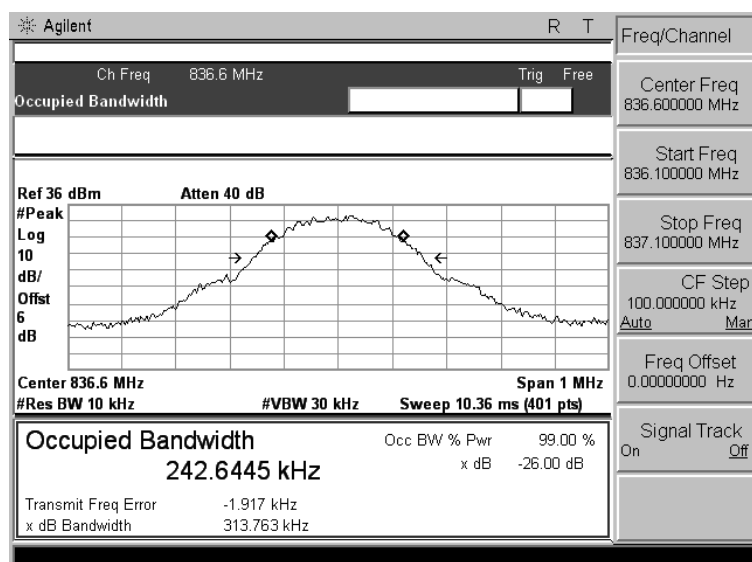 Agilent R T
Freq/Channel
Ch Freq 836.6 MHz Trig Free
Occupied Bandwidth
Center Freq
836.600000 MHz
Start Freq
836.100000 MHz
Stop Freq
837.100000 MHz
CF Step
100.000000 kHz
Auto Man
Freq Offset
0.00000000 Hz
Signal Track
On Off
Ref 36 dBm Atten 40 dB
#Peak
Log
10
dB/
Offst
6
dB
Center 836.6 MHz Span 1 MHz
#Res BW 10 kHz #VBW 30 kHz Sweep 10.36 ms (401 pts)
Occupied Bandwidth Occ BW % Pwr 99.00 %
242.6445 kHz x dB -26.00 dB
Transmit Freq Error -1.917 kHz
x dB Bandwidth 313.763 kHz